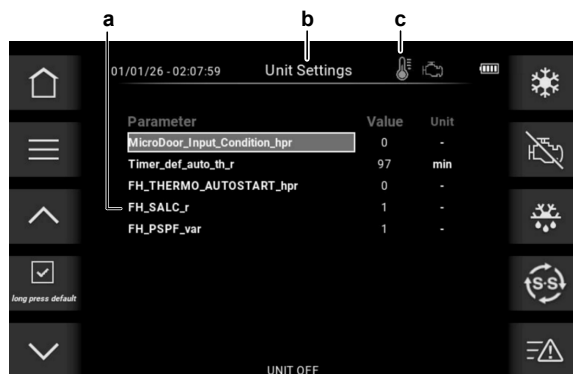 a b c
01/01/26 - 02:07:59 Unit Settings
Parameter Value Unit
MicroDoor_Input_Condition_hpr 0 -
Timer_def_auto_th_r 97 min
FH_THERMO_AUTOSTART_hpr 0 -
FH_SALC_r 1 -
FH_PSPF_var 1 -
long press default
S-S
UNIT OFF